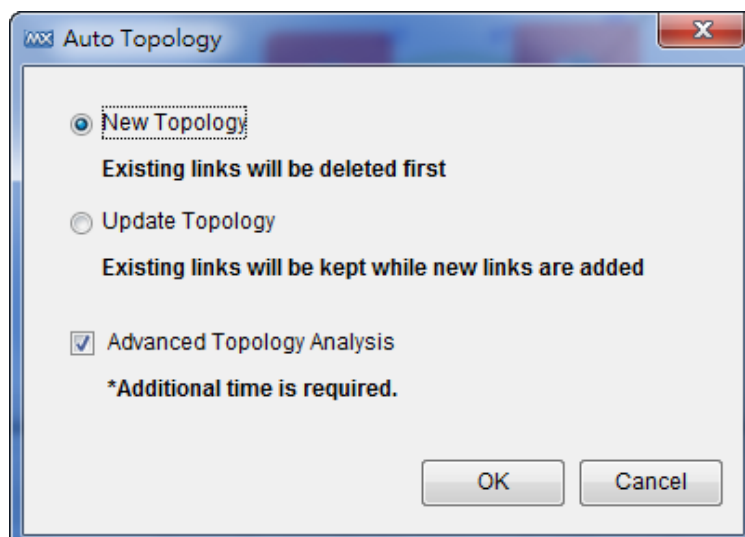 MX Auto Topology
New Topology
Existing links will be deleted first
Update Topology
Existing links will be kept while new links are added
Advanced Topology Analysis
*Additional time is required.
OK Cancel